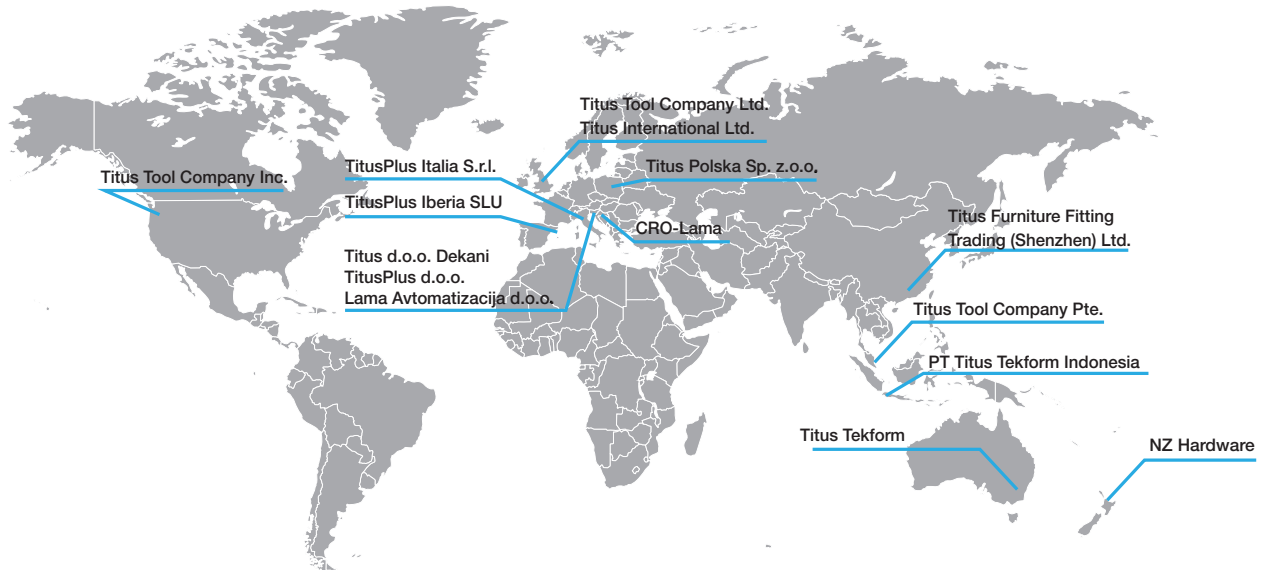 Titus Tool Company Ltd.
Titus International Ltd.
TitusPlus Italia S.r.l.
Titus Polska Sp. z.o.o.
Titus Tool Company Inc.
TitusPlus Iberia SLU
CRO-Lama
Titus Furniture Fitting
Trading (Shenzhen) Ltd.
Titus d.o.o. Dekani
TitusPlus d.o.o.
Lama Avtomatizacija d.o.o.
Titus Tool Company Pte.
PT Titus Tekform Indonesia
Titus Tekform
NZ Hardware